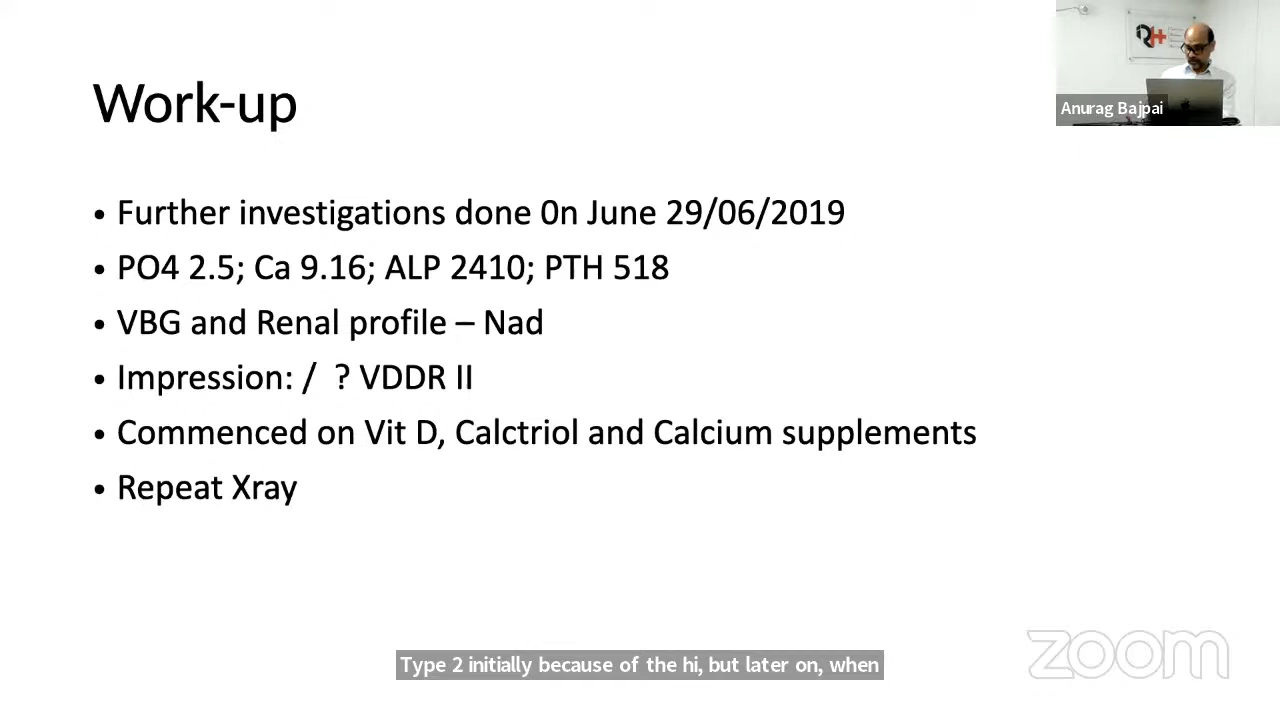 Work-up
Anurag Bajpai
• Further investigations done 0n June 29/06/2019
• PO4 2.5; Ca 9.16; ALP 2410; PTH 518
• VBG and Renal profile – Nad
• Impression: / ? VDDR II
• Commenced on Vit D, Calctriol and Calcium supplements
• Repeat Xray
Type 2 initially because of the hi, but later on, when
zoom